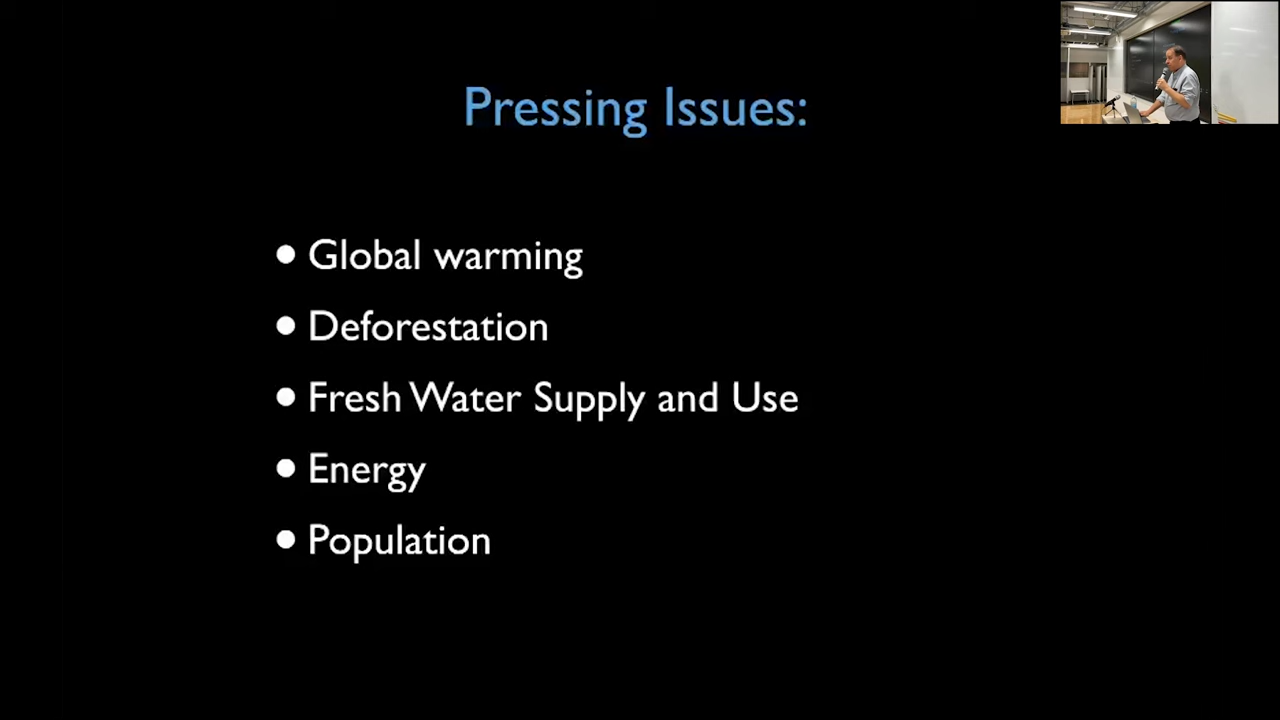 Pressing Issues:
• Global warming
• Deforestation
• Fresh Water Supply and Use
• Energy
• Population